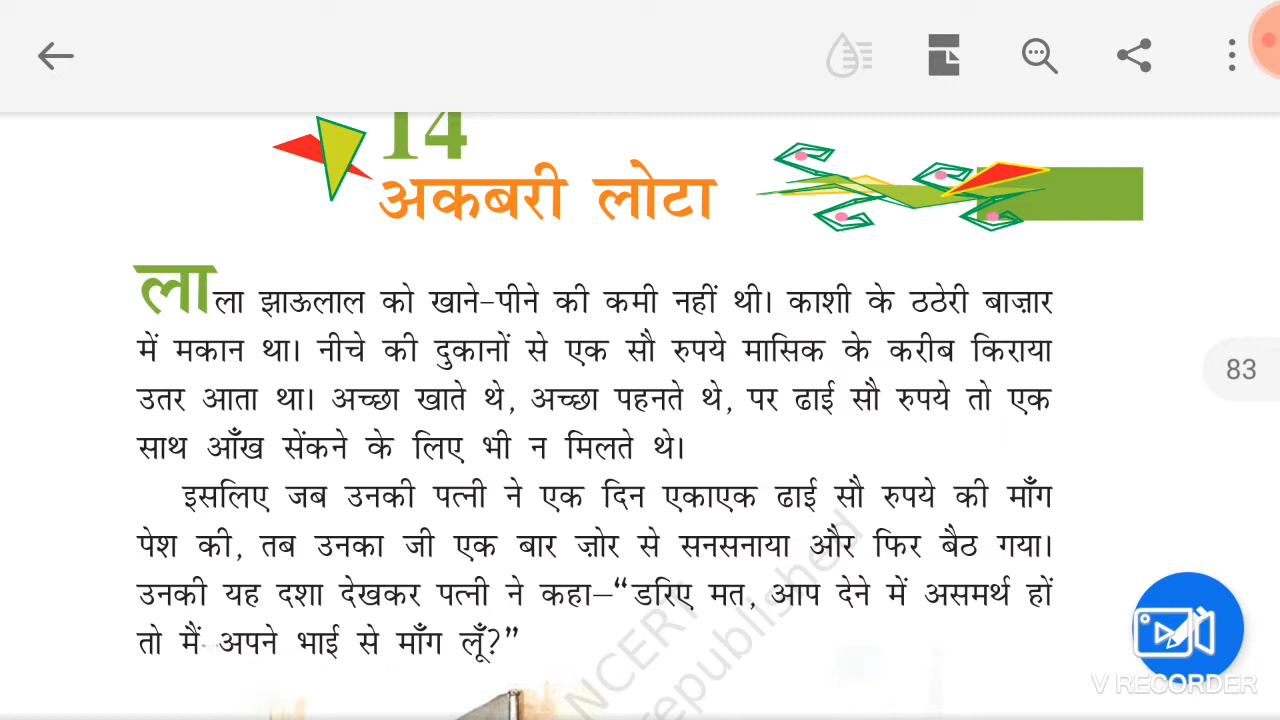 14
अकबरी लोटा
लाला झाऊलाल को खाने-पीने की कमी नहीं थी। काशी के ठठेरी बाज़ार
में मकान था। नीचे की दुकानों से एक सौ रुपये मासिक के करीब किराया
उतर आता था। अच्छा खाते थे, अच्छा पहनते थे, पर ढाई सौ रुपये तो एक
साथ आँख सेंकने के लिए भी न मिलते थे।
83
इसलिए जब उनकी पत्नी ने एक दिन एकाएक ढाई सौ रुपये की माँग
पेश की, तब उनका जी एक बार ज़ोर से सनसनाया और फिर बैठ गया।
उनकी यह दशा देखकर पत्नी ने कहा–“डरिए मत, आप देने में असमर्थ हों
तो मैं अपने भाई से माँग लूँ?”
NCERT
republished
V RECORDER